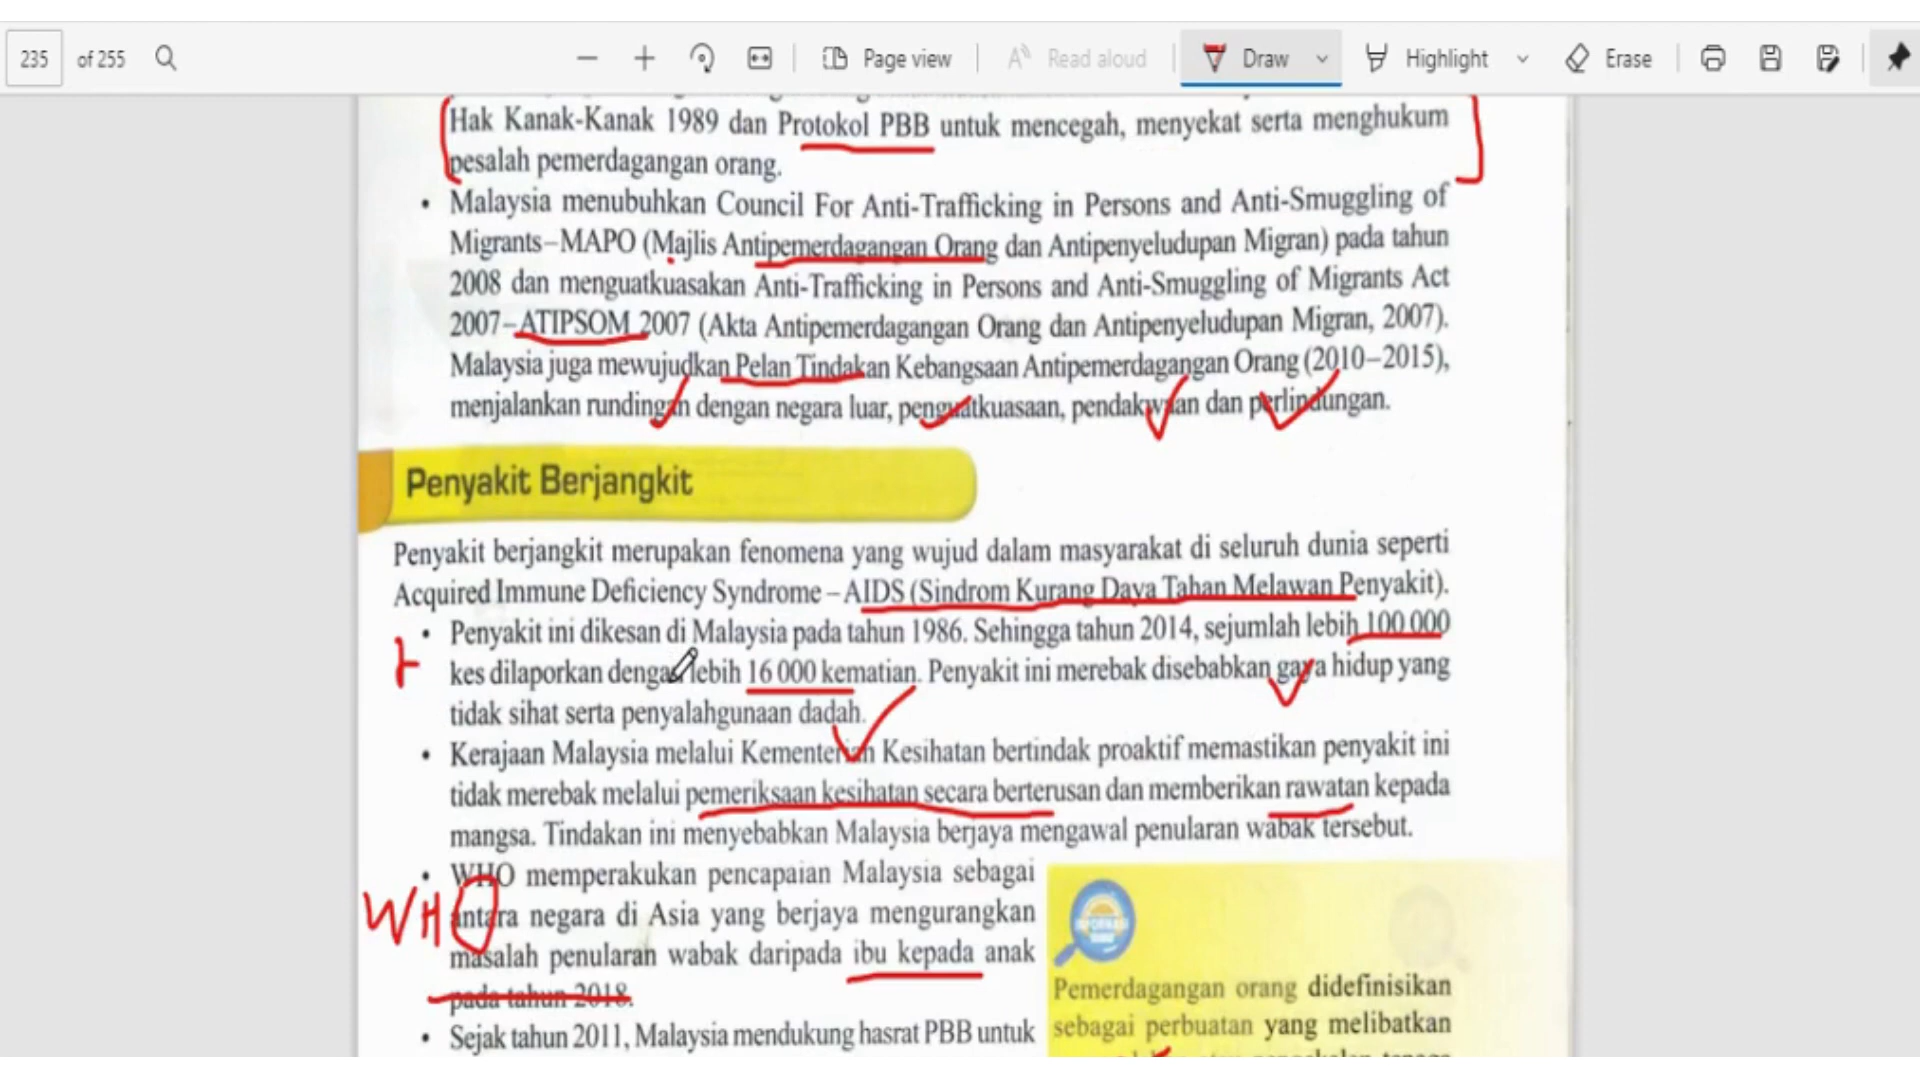 235 of 255 Page view Read aloud Draw Highlight Erase
Hak Kanak-Kanak 1989 dan Protokol PBB untuk mencegah, menyekat serta menghukum
pesalah pemerdagangan orang.
• Malaysia menubuhkan Council For Anti-Trafficking in Persons and Anti-Smuggling of
Migrants–MAPO (Majlis Antipemerdagangan Orang dan Antipenyeludupan Migran) pada tahun
2008 dan menguatkuasakan Anti-Trafficking in Persons and Anti-Smuggling of Migrants Act
2007–ATIPSOM 2007 (Akta Antipemerdagangan Orang dan Antipenyeludupan Migran, 2007).
Malaysia juga mewujudkan Pelan Tindakan Kebangsaan Antipemerdagangan Orang (2010–2015),
menjalankan rundingan dengan negara luar, penguatkuasaan, pendakwaan dan perlindungan.
Penyakit Berjangkit
Penyakit berjangkit merupakan fenomena yang wujud dalam masyarakat di seluruh dunia seperti
Acquired Immune Deficiency Syndrome – AIDS (Sindrom Kurang Daya Tahan Melawan Penyakit).
• Penyakit ini dikesan di Malaysia pada tahun 1986. Sehingga tahun 2014, sejumlah lebih 100 000
kes dilaporkan dengan lebih 16 000 kematian. Penyakit ini merebak disebabkan gaya hidup yang
tidak sihat serta penyalahgunaan dadah.
• Kerajaan Malaysia melalui Kementerian Kesihatan bertindak proaktif memastikan penyakit ini
tidak merebak melalui pemeriksaan kesihatan secara berterusan dan memberikan rawatan kepada
mangsa. Tindakan ini menyebabkan Malaysia berjaya mengawal penularan wabak tersebut.
• WHO memperakukan pencapaian Malaysia sebagai
WHO
antara negara di Asia yang berjaya mengurangkan
masalah penularan wabak daripada ibu kepada anak
pada tahun 2018.
• Sejak tahun 2011, Malaysia mendukung hasrat PBB untuk
Pemerdagangan orang didefinisikan
sebagai perbuatan yang melibatkan